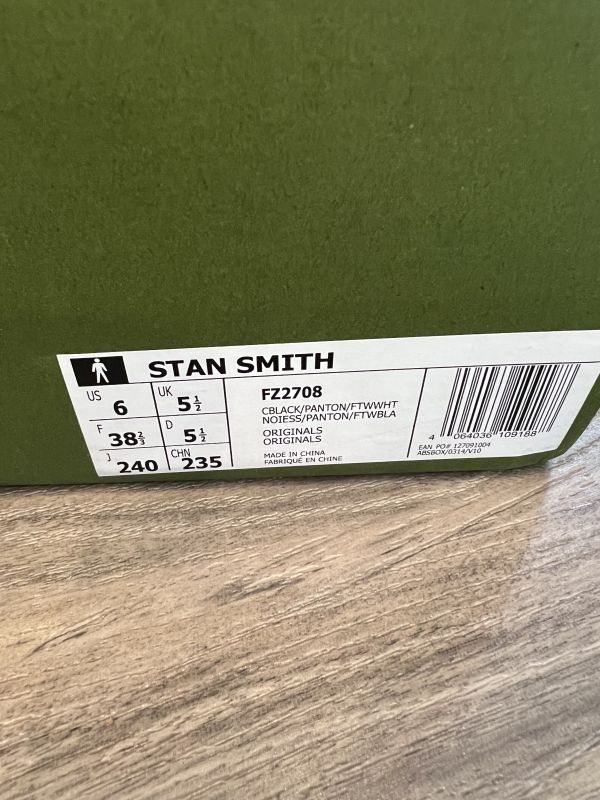 STAN SMITH
US 6 UK 5½
F 38⅔ D 5½
J 240 CHN 235
FZ2708
CBLACK/PANTON/FTWWHT
NOIESS/PANTON/FTWBLA
ORIGINALS
ORIGINALS
MADE IN CHINA
FABRIQUÉ EN CHINE
4 064036 109188
EAN PO# 127091004
ABSBOX/0314/V10